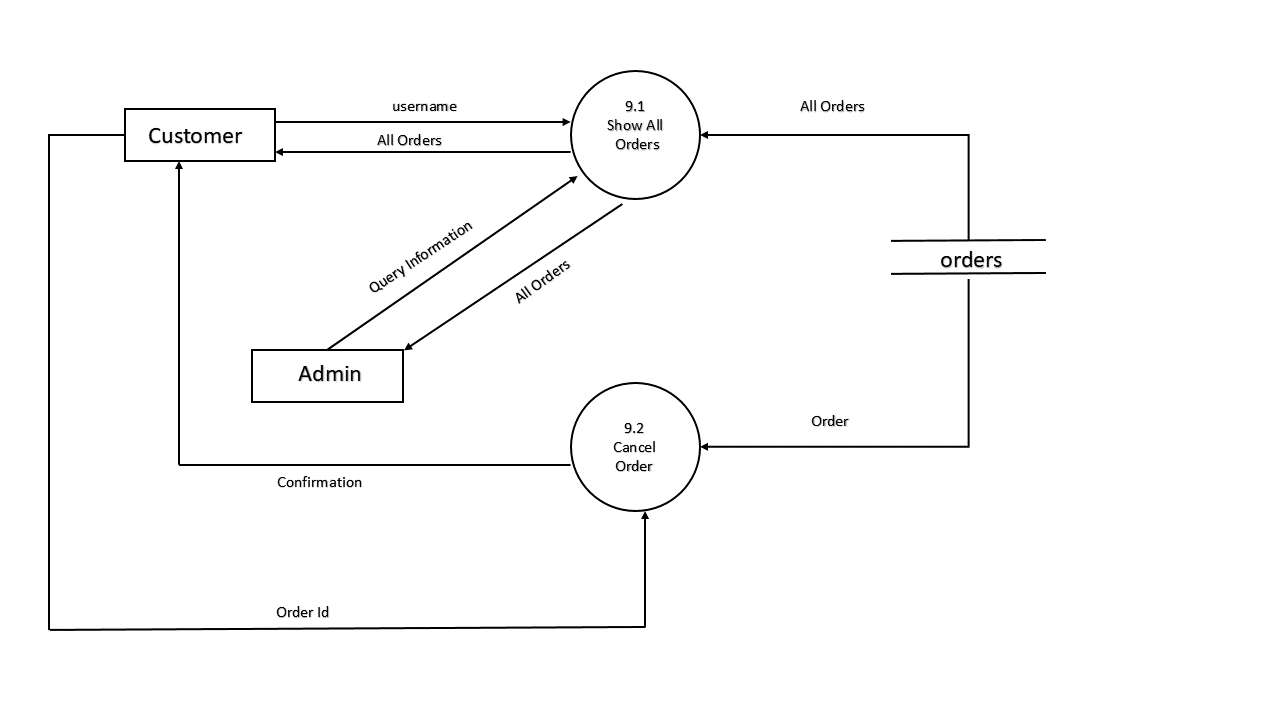 username
9.1
Show All
Orders
All Orders
Customer
All Orders
Query Information
All Orders
orders
Admin
9.2
Cancel
Order
Order
Confirmation
Order Id